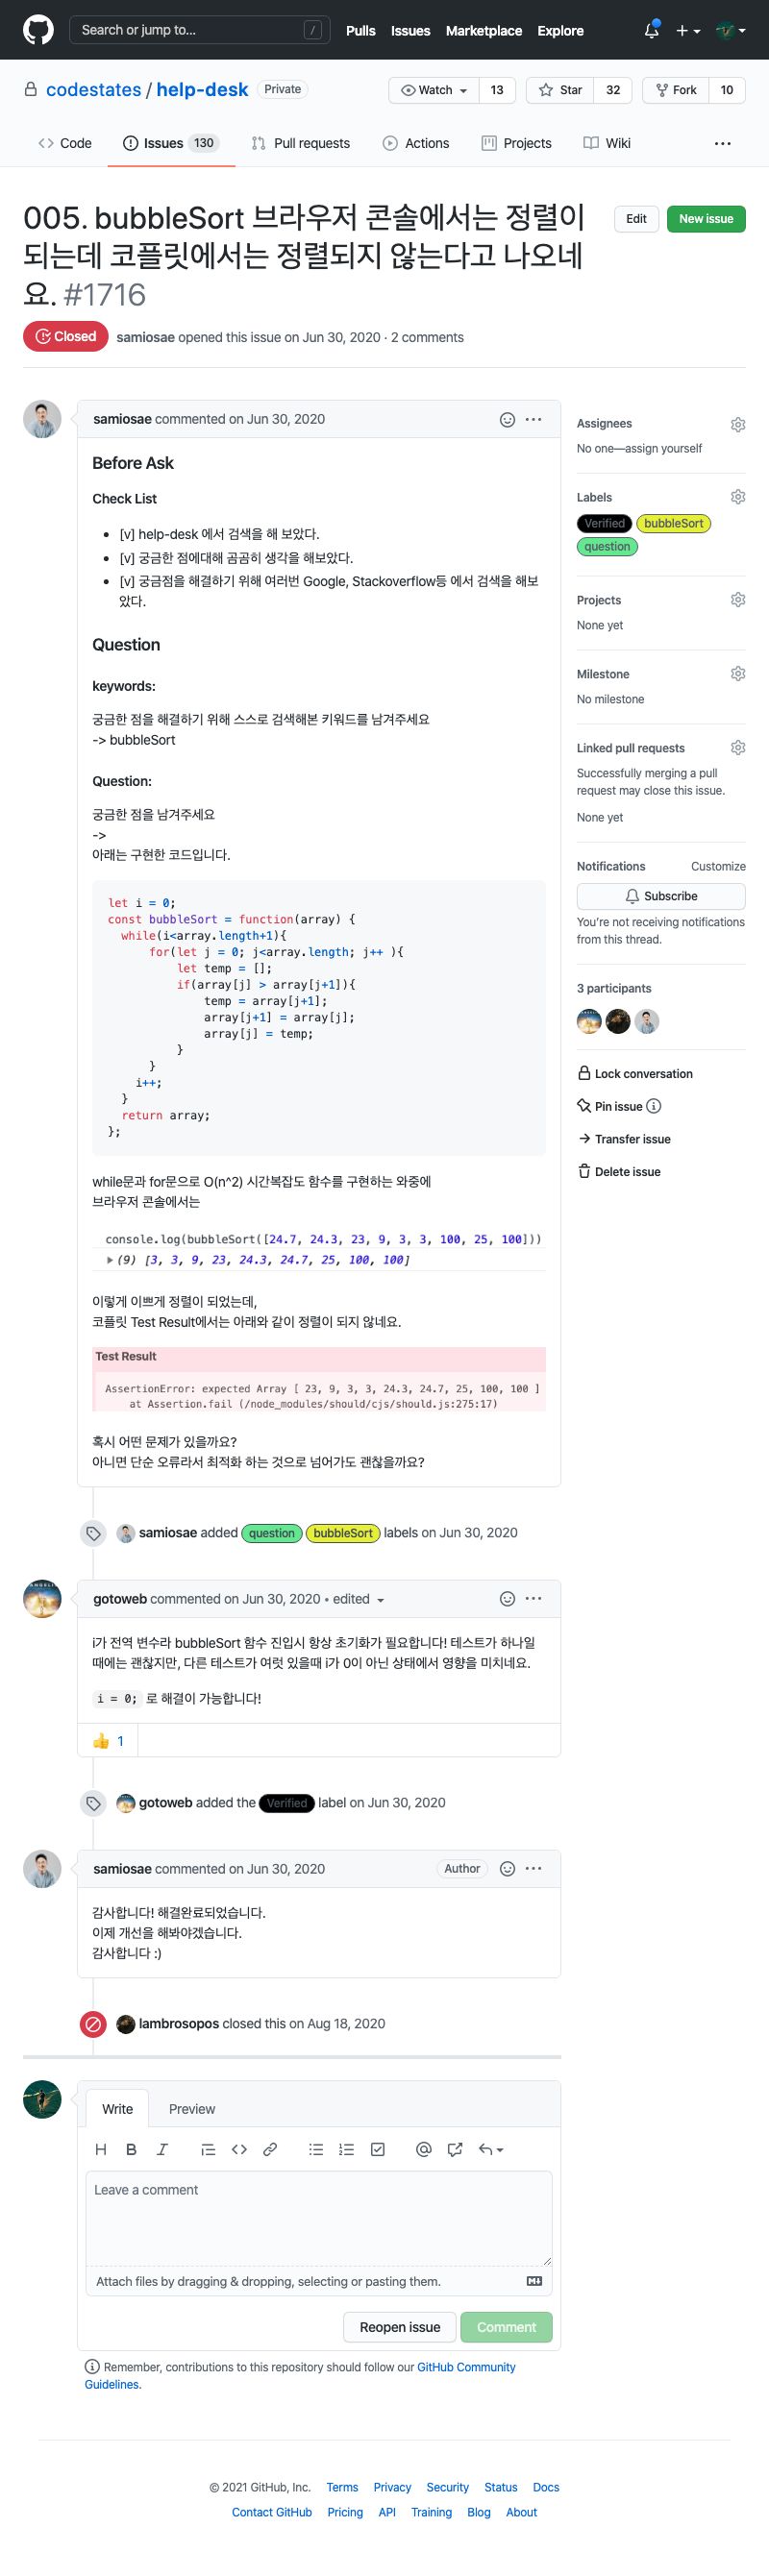 Search or jump to... /
Pulls Issues Marketplace Explore
codestates / help-desk Private
Watch 13 Star 32 Fork 10
Code Issues 130 Pull requests Actions Projects Wiki ...
005. bubbleSort 브라우저 콘솔에서는 정렬이
되는데 코플릿에서는 정렬되지 않는다고 나오네
요. #1716
Edit New issue
Closed samiosae opened this issue on Jun 30, 2020 · 2 comments
samiosae commented on Jun 30, 2020
Before Ask
Check List
[v] help-desk 에서 검색을 해 보았다.
[v] 궁금한 점에대해 곰곰히 생각을 해보았다.
[v] 궁금점을 해결하기 위해 여러번 Google, Stackoverflow등 에서 검색을 해보
았다.
Question
keywords:
궁금한 점을 해결하기 위해 스스로 검색해본 키워드를 남겨주세요
-> bubbleSort
Question:
궁금한 점을 남겨주세요
->
아래는 구현한 코드입니다.
let i = 0;
const bubbleSort = function(array) {
while(i<array.length+1){
for(let j = 0; j<array.length; j++ ){
let temp = [];
if(array[j] > array[j+1]){
temp = array[j+1];
array[j+1] = array[j];
array[j] = temp;
}
}
i++;
}
return array;
};
while문과 for문으로 O(n^2) 시간복잡도 함수를 구현하는 와중에
브라우저 콘솔에서는
console.log(bubbleSort([24.7, 24.3, 23, 9, 3, 3, 100, 25, 100]))
(9) [3, 3, 9, 23, 24.3, 24.7, 25, 100, 100]
이렇게 이쁘게 정렬이 되었는데,
코플릿 Test Result에서는 아래와 같이 정렬이 되지 않네요.
Test Result
AssertionError: expected Array [ 23, 9, 3, 3, 24.3, 24.7, 25, 100, 100 ]
at Assertion.fail (/node_modules/should/cjs/should.js:275:17)
혹시 어떤 문제가 있을까요?
아니면 단순 오류라서 최적화 하는 것으로 넘어가도 괜찮을까요?
Assignees
No one—assign yourself
Labels
Verified bubbleSort
question
Projects
None yet
Milestone
No milestone
Linked pull requests
Successfully merging a pull
request may close this issue.
None yet
Notifications Customize
Subscribe
You're not receiving notifications
from this thread.
3 participants
Lock conversation
Pin issue
Transfer issue
Delete issue
samiosae added question bubbleSort labels on Jun 30, 2020
gotoweb commented on Jun 30, 2020 • edited
i가 전역 변수라 bubbleSort 함수 진입시 항상 초기화가 필요합니다! 테스트가 하나일
때에는 괜찮지만, 다른 테스트가 여럿 있을때 i가 0이 아닌 상태에서 영향을 미치네요.
i = 0; 로 해결이 가능합니다!
1
gotoweb added the Verified label on Jun 30, 2020
samiosae commented on Jun 30, 2020 Author
감사합니다! 해결완료되었습니다.
이제 개선을 해봐야겠습니다.
감사합니다 :)
lambrosopos closed this on Aug 18, 2020
Write Preview
Leave a comment
Attach files by dragging & dropping, selecting or pasting them.
Reopen issue Comment
Remember, contributions to this repository should follow our GitHub Community
Guidelines.
© 2021 GitHub, Inc. Terms Privacy Security Status Docs
Contact GitHub Pricing API Training Blog About